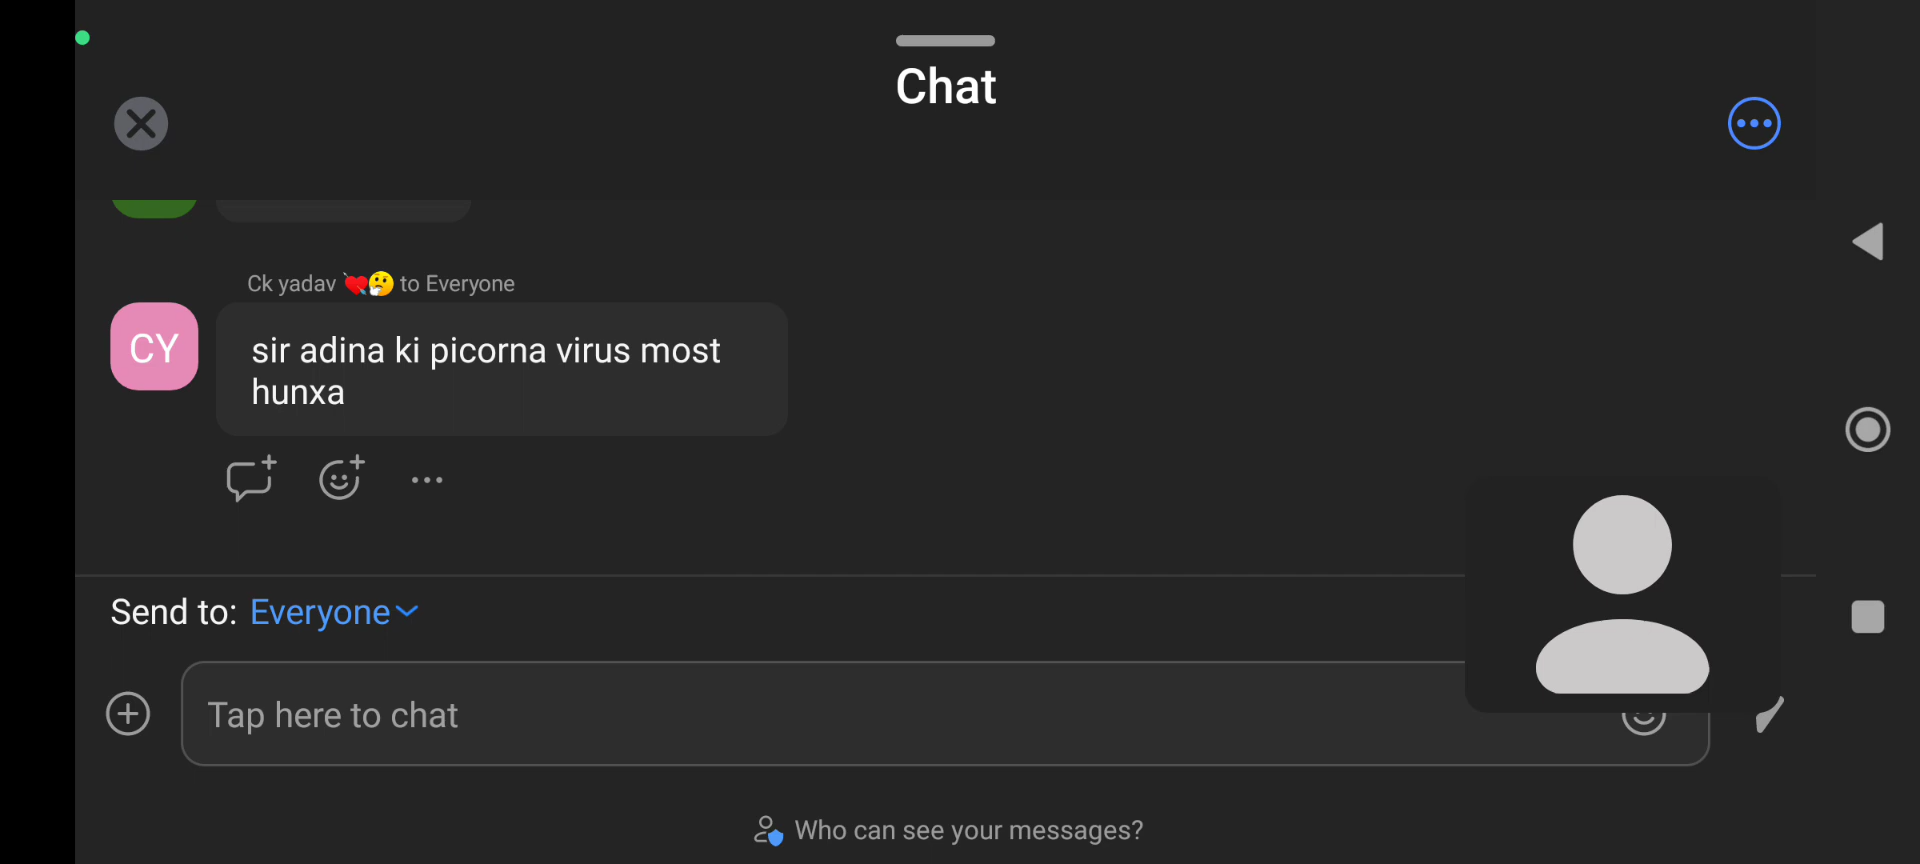 Chat
Ck yadav 💘🤔 to Everyone
CY
sir adina ki picorna virus most
hunxa
Send to: Everyone
Tap here to chat
Who can see your messages?